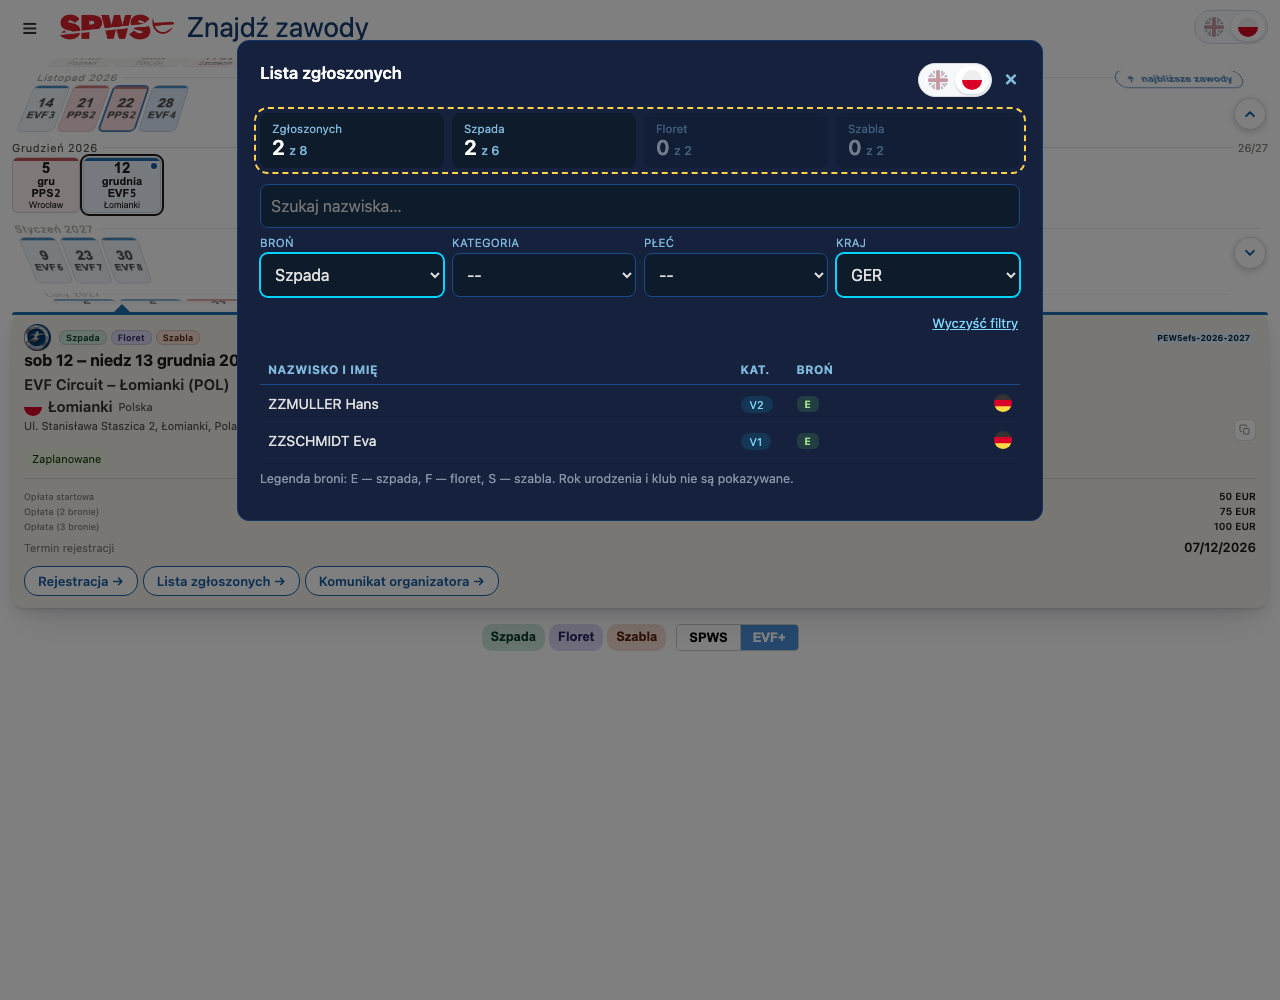 SPWS Znajdź zawody
Listopad 2026
najbliższe zawody
14 EVF3
21 PPS2
22 PPS2
28 EVF4
Grudzień 2026
26/27
5 gru PPS2 Wrocław
12 grudnia EVF5 Łomianki
Styczeń 2027
9 EVF6
23 EVF7
30 EVF8
Lista zgłoszonych
×
Zgłoszonych
2 z 8
Szpada
2 z 6
Floret
0 z 2
Szabla
0 z 2
Szukaj nazwiska...
BROŃ
Szpada
KATEGORIA
--
PŁEĆ
--
KRAJ
GER
Wyczyść filtry
NAZWISKO I IMIĘ KAT. BROŃ
ZZMULLER Hans V2 E
ZZSCHMIDT Eva V1 E
Legenda broni: E — szpada, F — floret, S — szabla. Rok urodzenia i klub nie są pokazywane.
Szpada Floret Szabla
PEW5efs-2026-2027
sob 12 – niedz 13 grudnia 20
EVF Circuit – Łomianki (POL)
Łomianki Polska
Ul. Stanisława Staszica 2, Łomianki, Pola
Zaplanowane
Opłata startowa 50 EUR
Opłata (2 bronie) 75 EUR
Opłata (3 bronie) 100 EUR
Termin rejestracji 07/12/2026
Rejestracja →
Lista zgłoszonych →
Komunikat organizatora →
Szpada Floret Szabla SPWS EVF+